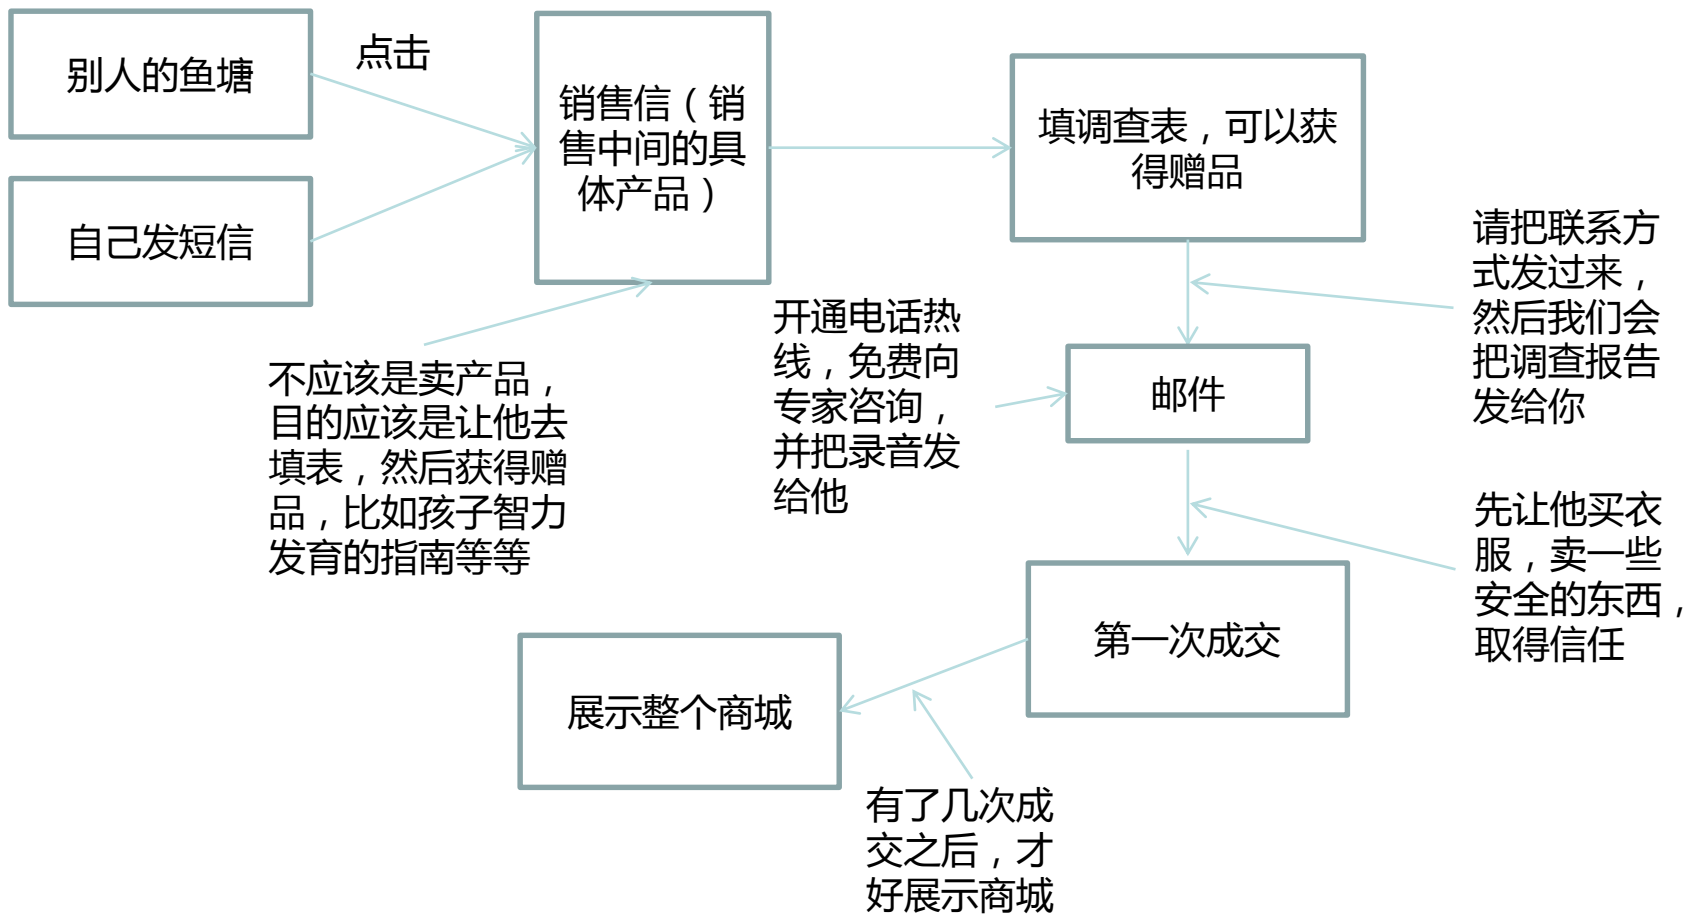 别人的鱼塘
点击
自己发短信
销售信（销
售中间的具
体产品）
填调查表，可以获
得赠品
请把联系方
式发过来，
然后我们会
把调查报告
发给你
不应该是卖产品，
目的应该是让他去
填表，然后获得赠
品，比如孩子智力
发育的指南等等
开通电话热
线，免费向
专家咨询，
并把录音发
给他
邮件
先让他买衣
服，卖一些
安全的东西，
取得信任
第一次成交
展示整个商城
有了几次成
交之后，才
好展示商城